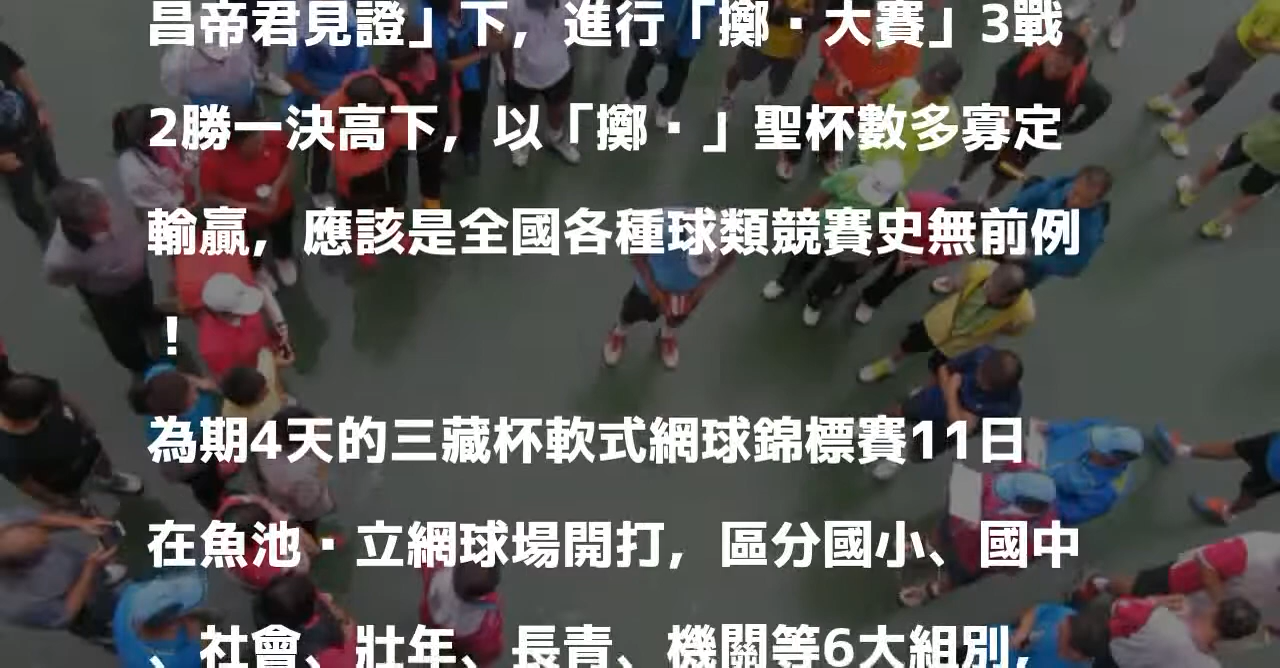 昌帝君見證」下，進行「擲▪大賽」3戰
2勝一決高下，以「擲▪」聖杯數多寡定
輸贏，應該是全國各種球類競賽史無前例
！
為期4天的三藏杯軟式網球錦標賽11日
在魚池▪立網球場開打，區分國小、國中
、社會、壯年、長青、機關等6大組別，